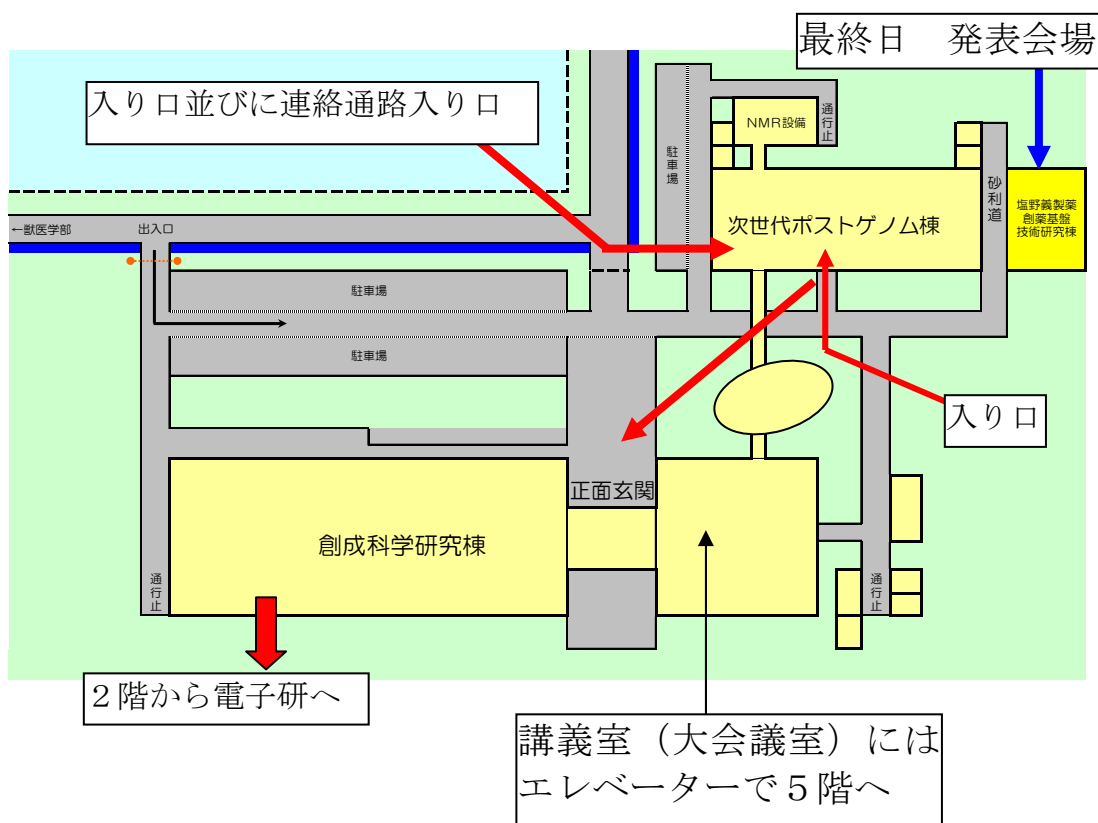 最終日　発表会場
入り口並びに連絡通路入り口
NMR設備
通行止
駐車場
砂利道
次世代ポストゲノム棟
塩野義製薬
創薬基盤
技術研究棟
←獣医学部
出入口
駐車場
駐車場
入り口
正面玄関
創成科学研究棟
通行止
通行止
２階から電子研へ
講義室（大会議室）には
エレベーターで５階へ